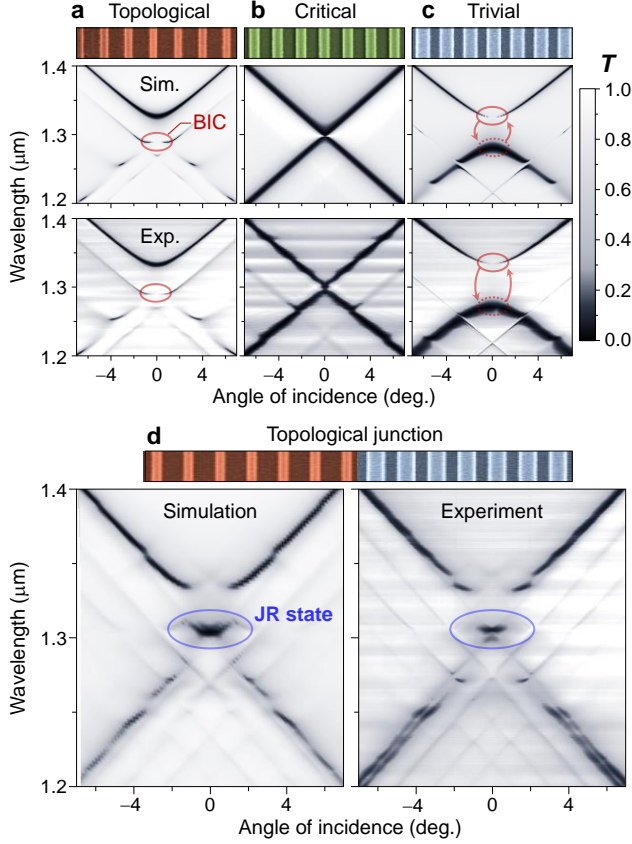 a Topological b Critical c Trivial
T
1.4
1.3
1.2
Sim.
BIC
1.4
1.3
1.2
Exp.
Wavelength (μm)
−4 0 4 −4 0 4 −4 0 4
Angle of incidence (deg.)
1.0
0.8
0.6
0.4
0.2
0.0
d Topological junction
1.4
1.3
1.2
Wavelength (μm)
Simulation Experiment
JR state
−4 0 4 −4 0 4
Angle of incidence (deg.)